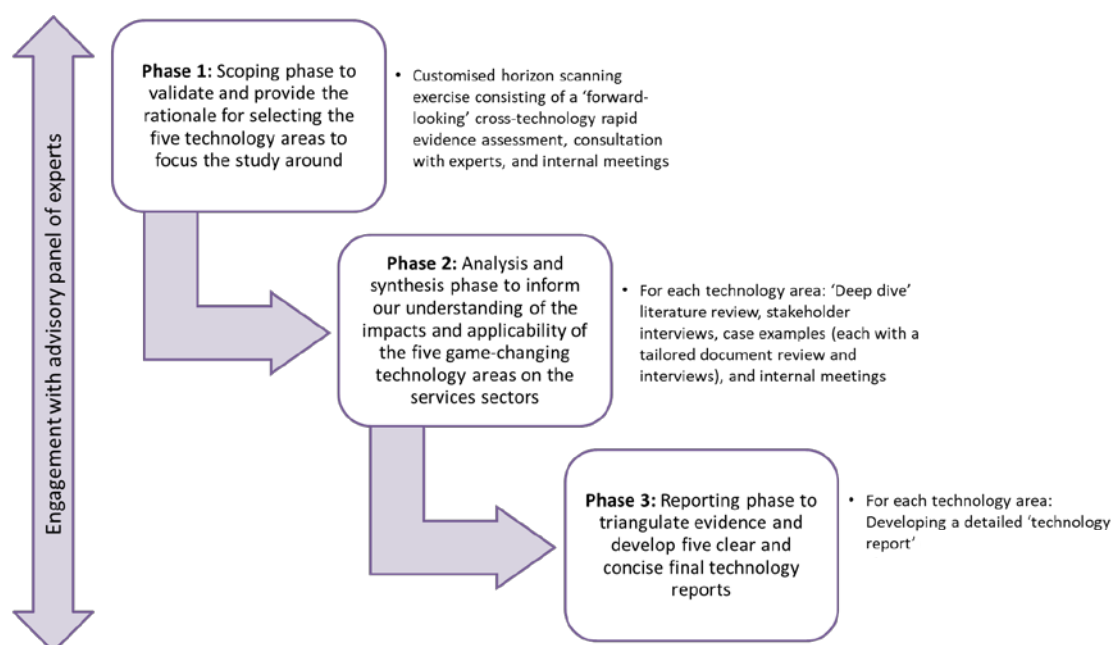 Engagement with advisory panel of experts
Phase 1: Scoping phase to
validate and provide the
rationale for selecting the
five technology areas to
focus the study around
• Customised horizon scanning
exercise consisting of a ‘forward-
looking’ cross-technology rapid
evidence assessment, consultation
with experts, and internal meetings
Phase 2: Analysis and
synthesis phase to inform
our understanding of the
impacts and applicability of
the five game-changing
technology areas on the
services sectors
• For each technology area: ‘Deep dive’
literature review, stakeholder
interviews, case examples (each with a
tailored document review and
interviews), and internal meetings
Phase 3: Reporting phase to
triangulate evidence and
develop five clear and
concise final technology
reports
• For each technology area:
Developing a detailed ‘technology
report’